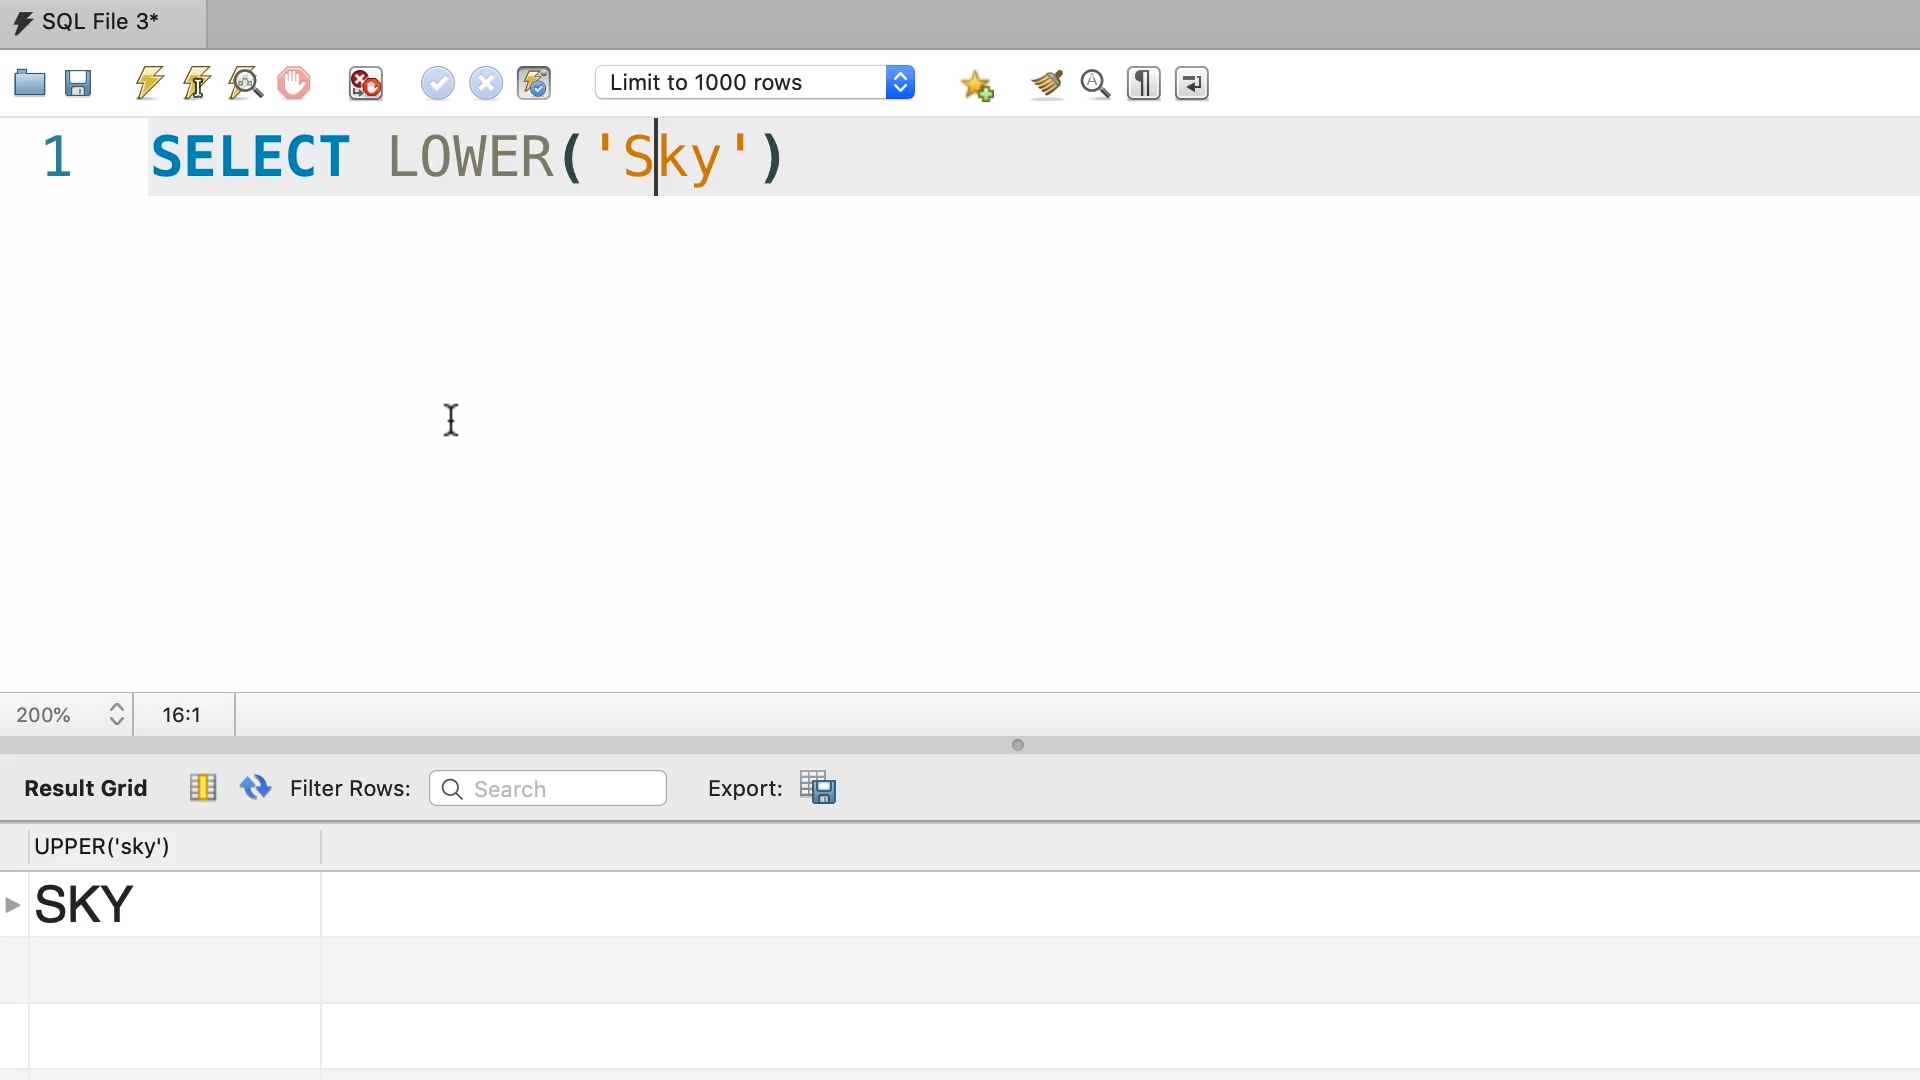 SQL File 3*
Limit to 1000 rows
1 SELECT LOWER('Sky')
200% 16:1
Result Grid Filter Rows: Search Export:
UPPER('sky')
SKY